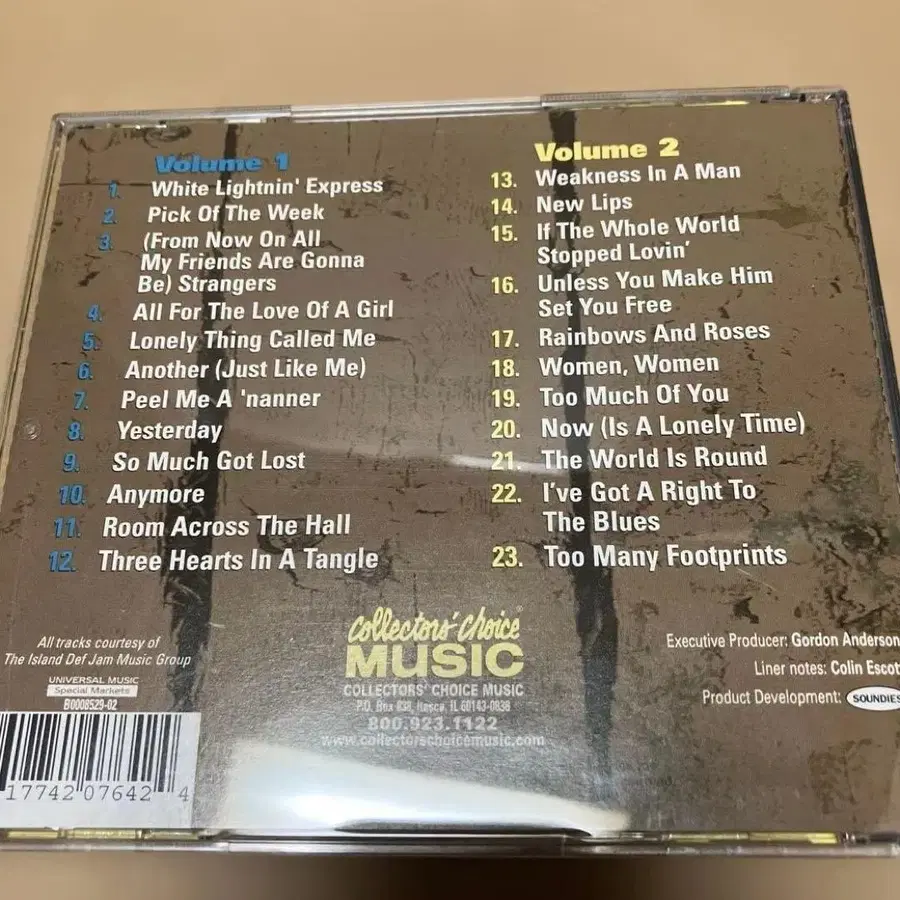 Volume 1
1. White Lightnin' Express
2. Pick Of The Week
3. (From Now On All
My Friends Are Gonna
Be) Strangers
4. All For The Love Of A Girl
5. Lonely Thing Called Me
6. Another (Just Like Me)
7. Peel Me A 'nanner
8. Yesterday
9. So Much Got Lost
10. Anymore
11. Room Across The Hall
12. Three Hearts In A Tangle
Volume 2
13. Weakness In A Man
14. New Lips
15. If The Whole World
Stopped Lovin'
16. Unless You Make Him
Set You Free
17. Rainbows And Roses
18. Women, Women
19. Too Much Of You
20. Now (Is A Lonely Time)
21. The World Is Round
22. I've Got A Right To
The Blues
23. Too Many Footprints
All tracks courtesy of
The Island Def Jam Music Group
UNIVERSAL MUSIC
Special Markets
B0008529-02
17742 07642 4
Collectors' Choice®
MUSIC
COLLECTORS' CHOICE MUSIC
P.O. Box 838, Itasca, IL 60143-0838
800.923.1122
www.collectorschoicemusic.com
Executive Producer: Gordon Anderson
Liner notes: Colin Escot
Product Development: SOUNDIES